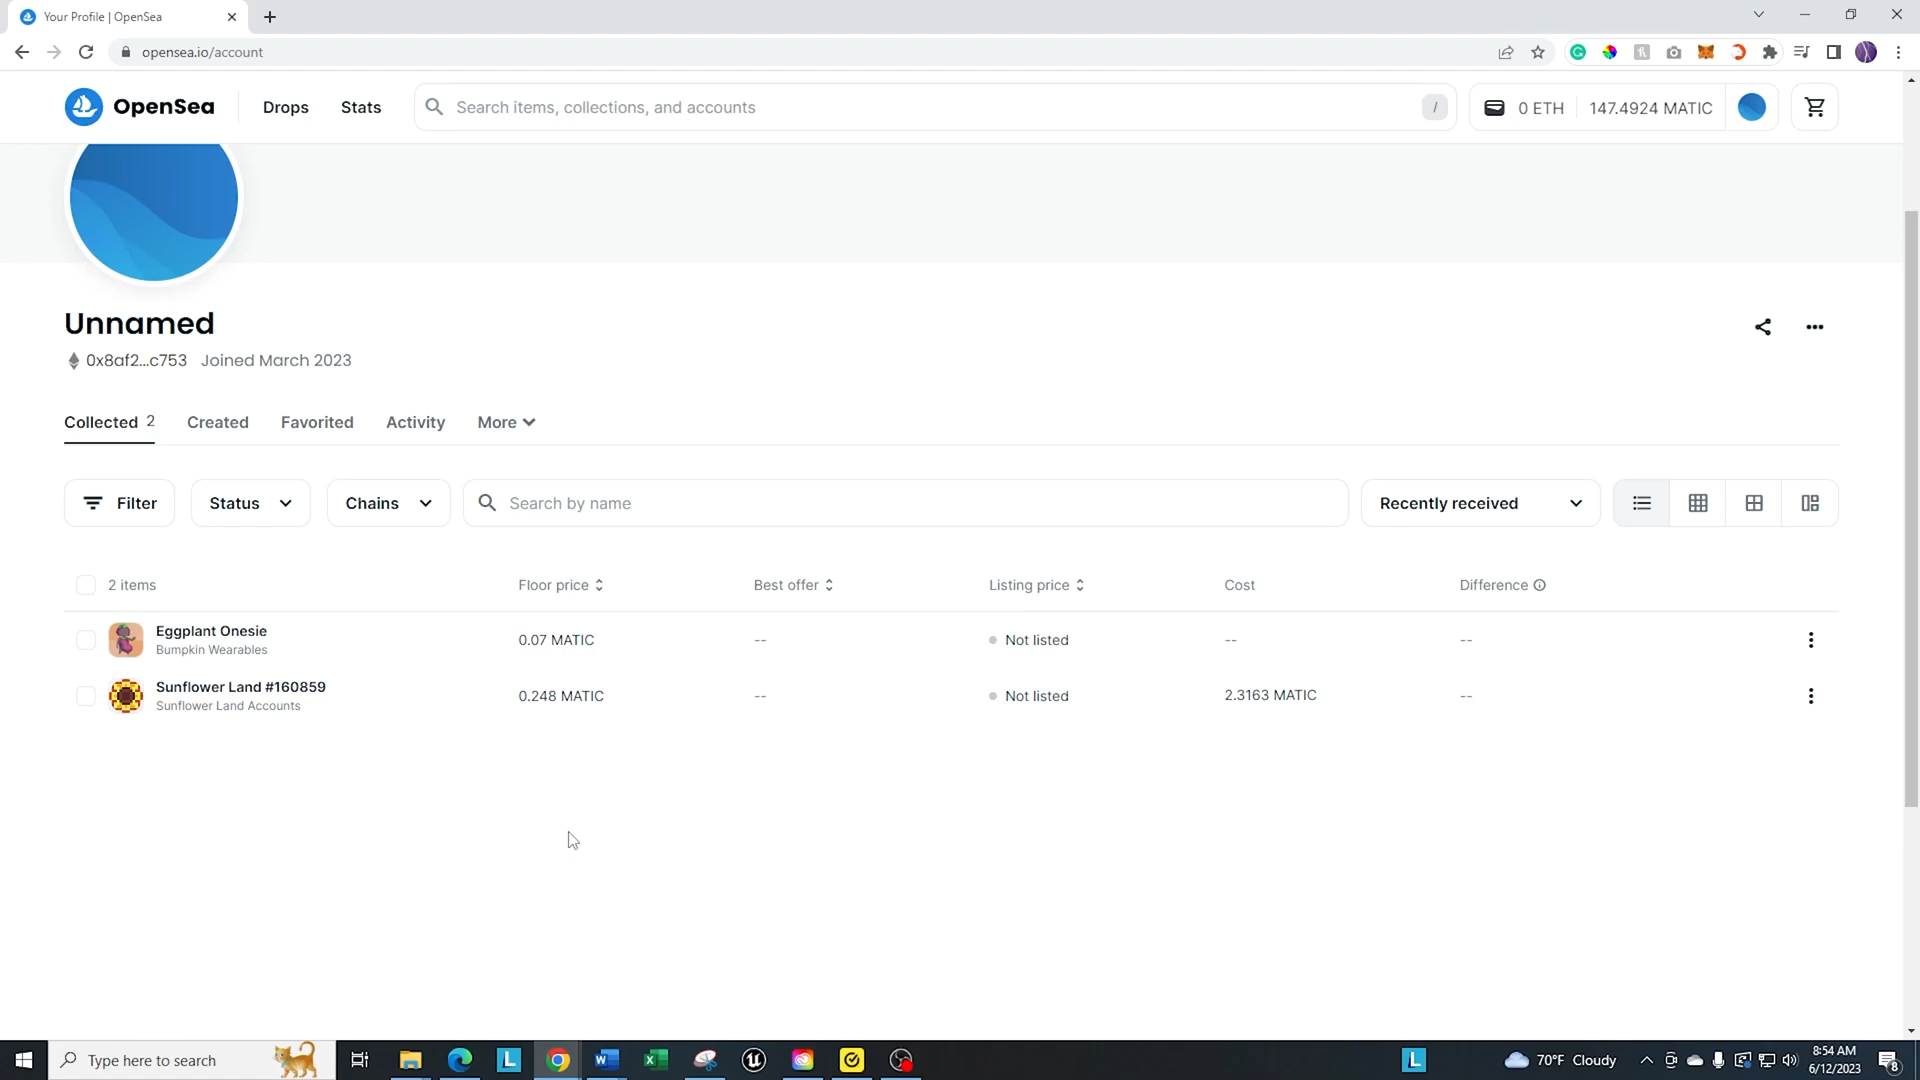 Your Profile | OpenSea
opensea.io/account
OpenSea
Drops
Stats
Search items, collections, and accounts
/
0 ETH
147.4924 MATIC
Unnamed
0x8af2...c753 Joined March 2023
Collected 2
Created
Favorited
Activity
More
Filter
Status
Chains
Search by name
Recently received
2 items
Floor price
Best offer
Listing price
Cost
Difference
Eggplant Onesie
Bumpkin Wearables
0.07 MATIC
--
Not listed
--
--
Sunflower Land #160859
Sunflower Land Accounts
0.248 MATIC
--
Not listed
2.3163 MATIC
--
Type here to search
L
L
70°F Cloudy
8:54 AM
6/12/2023
8